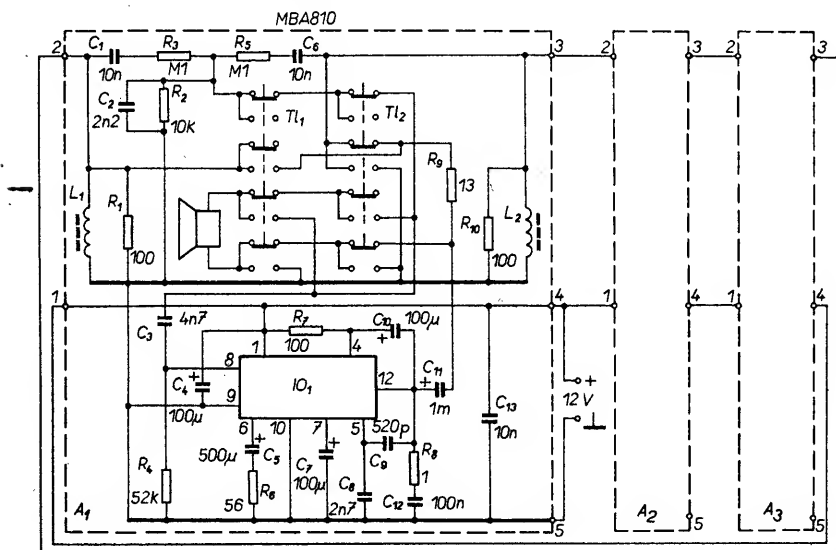 MBA810
2 C1 R3 R5 C6 3 2 3 2 3
10n M1 M1 10n
C2 R2 Tl1 Tl2
2n2 10k
R9
13
L1 R1 L2
R10
100 100
1 4 1 4 1 4
C3 4n7 R7 C10 100µ
100 +
1 4
8 12 C11 +
C4 + IO1 1m
9 + 12 V
100µ 6 10 7 5 520p C13
+ + 10n
500µ C5 C7 C9 R8
R4 100µ 1
R6 C8
52k 56 2n7 C12 100n
A1 A2 A3
5 5 5